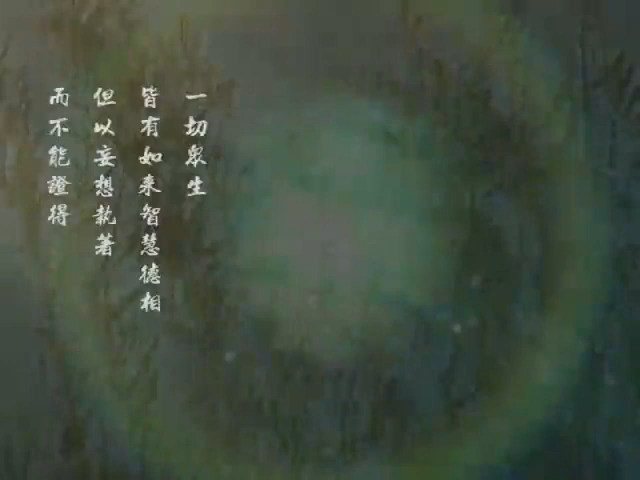 一切眾生
皆有如来智慧德相
但以妄想執著
而不能證得